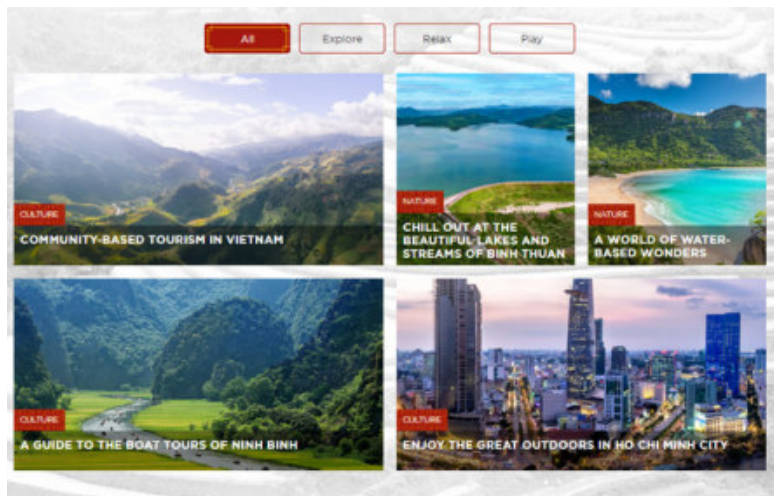 All
Explore
Relax
Play
CULTURE
COMMUNITY-BASED TOURISM IN VIETNAM
NATURE
CHILL OUT AT THE
BEAUTIFUL LAKES AND
STREAMS OF BINH THUAN
NATURE
A WORLD OF WATER-
BASED WONDERS
CULTURE
A GUIDE TO THE BOAT TOURS OF NINH BINH
CULTURE
ENJOY THE GREAT OUTDOORS IN HO CHI MINH CITY